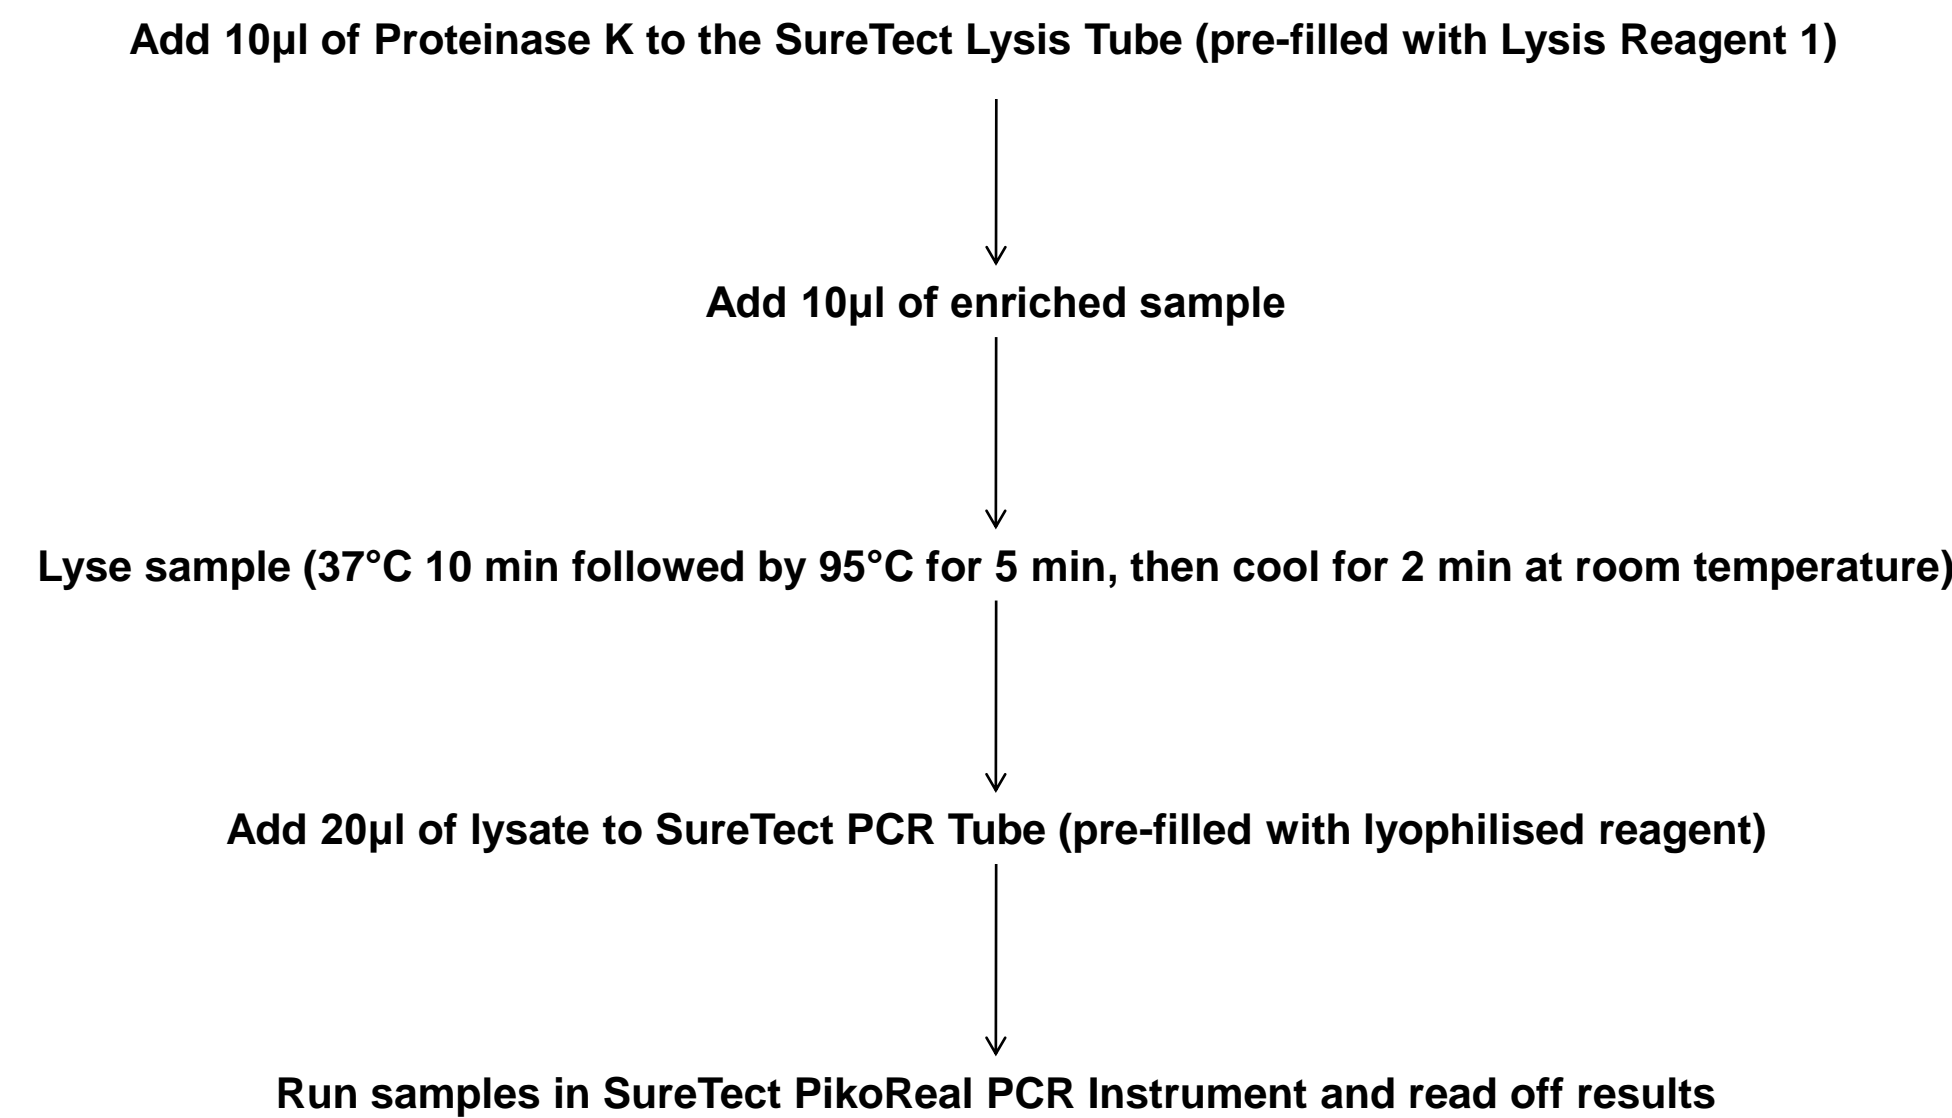 Add 10µl of Proteinase K to the SureTect Lysis Tube (pre-filled with Lysis Reagent 1)
Add 10µl of enriched sample
Lyse sample (37°C 10 min followed by 95°C for 5 min, then cool for 2 min at room temperature)
Add 20µl of lysate to SureTect PCR Tube (pre-filled with lyophilised reagent)
Run samples in SureTect PikoReal PCR Instrument and read off results